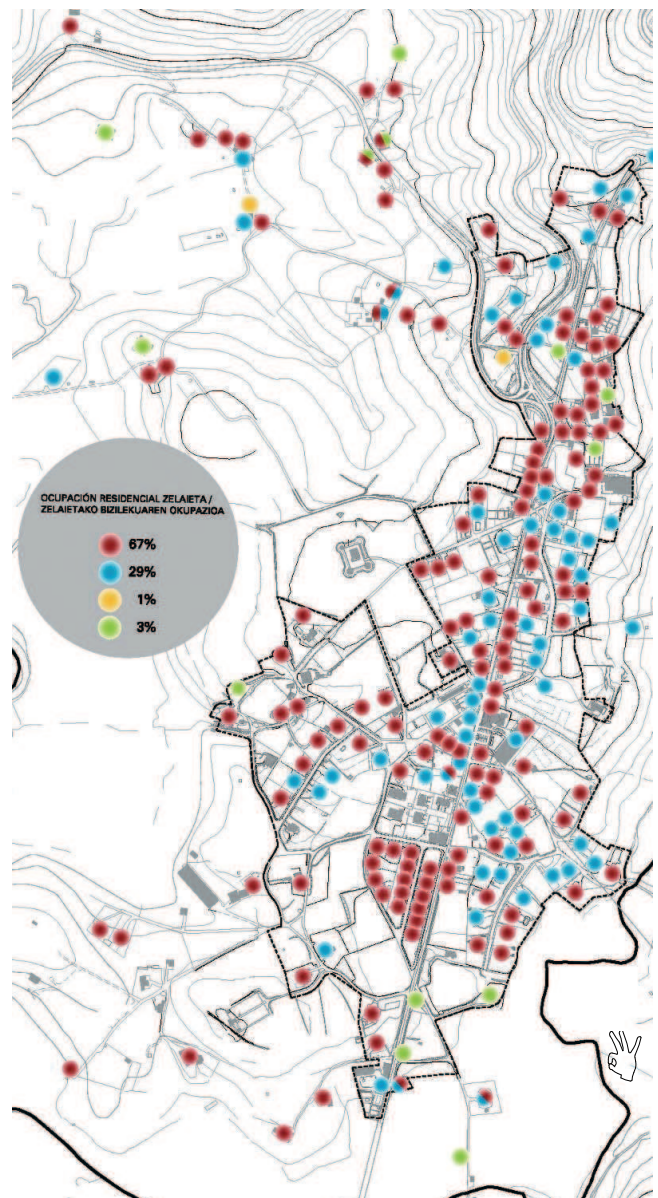 OCUPACIÓN RESIDENCIAL ZELAIETA /
ZELAIETAKO BIZILEKUAREN OKUPAZIOA
67%
29%
1%
3%